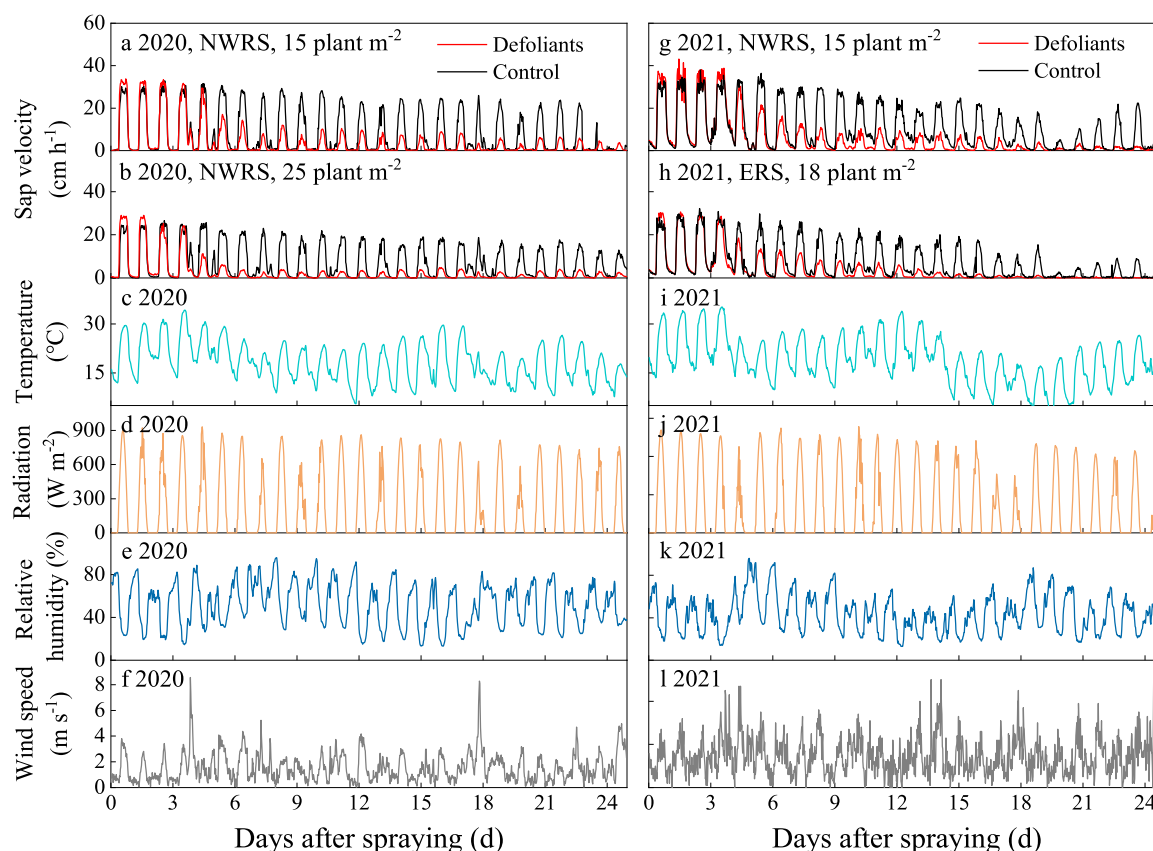 a 2020, NWRS, 15 plant m⁻²
Defoliants
Control
60
40
20
0
b 2020, NWRS, 25 plant m⁻²
40
20
0
Sap velocity
(cm h⁻¹)
c 2020
30
15
Temperature
(°C)
d 2020
900
600
300
0
Radiation
(W m⁻²)
e 2020
80
40
0
Relative
humidity (%)
f 2020
8
6
4
2
0
Wind speed
(m s⁻¹)
0 3 6 9 12 15 18 21 24
Days after spraying (d)
g 2021, NWRS, 15 plant m⁻²
Defoliants
Control
h 2021, ERS, 18 plant m⁻²
i 2021
j 2021
k 2021
l 2021
0 3 6 9 12 15 18 21 24
Days after spraying (d)